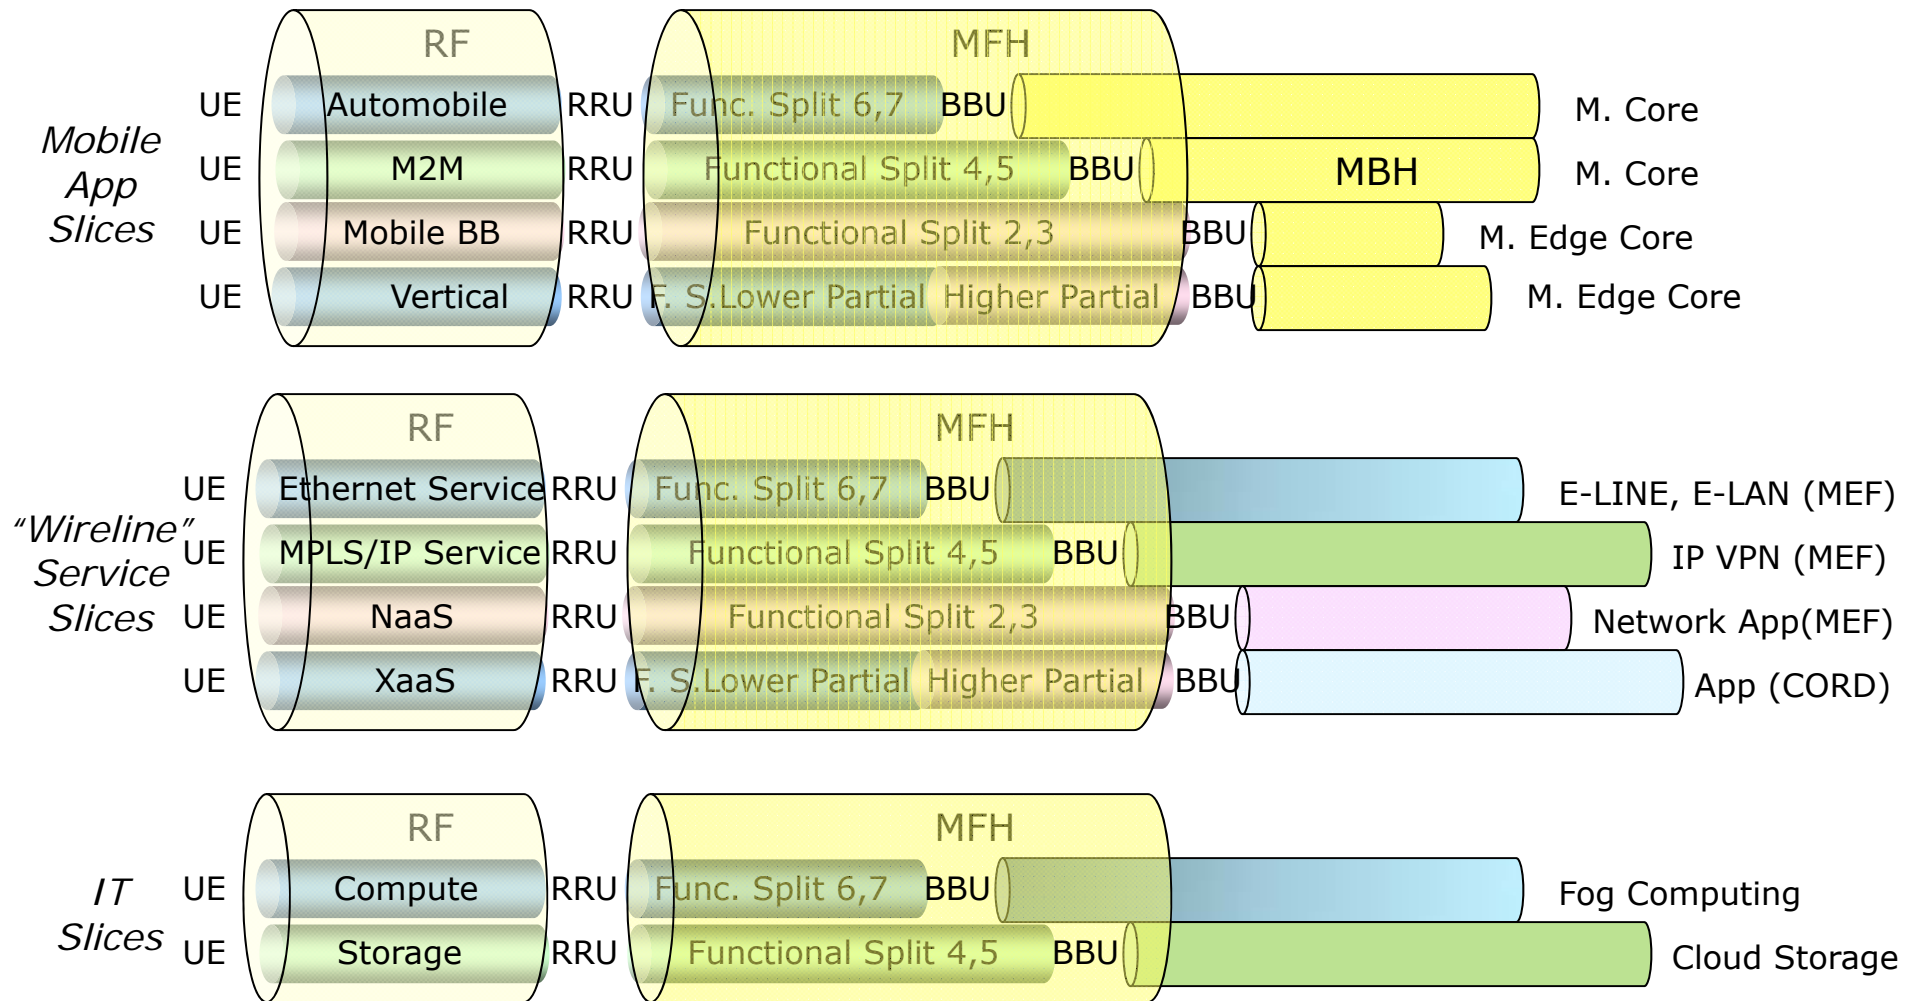 RF MFH
UE Automobile RRU Func. Split 6,7 BBU M. Core
Mobile
App
Slices
UE M2M RRU Functional Split 4,5 BBU MBH M. Core
UE Mobile BB RRU Functional Split 2,3 BBU M. Edge Core
UE Vertical RRU F. S.Lower Partial Higher Partial BBU M. Edge Core
RF MFH
UE Ethernet Service RRU Func. Split 6,7 BBU E-LINE, E-LAN (MEF)
“Wireline”
Service
Slices
UE MPLS/IP Service RRU Functional Split 4,5 BBU IP VPN (MEF)
UE NaaS RRU Functional Split 2,3 BBU Network App(MEF)
UE XaaS RRU F. S.Lower Partial Higher Partial BBU App (CORD)
RF MFH
IT
Slices
UE Compute RRU Func. Split 6,7 BBU Fog Computing
UE Storage RRU Functional Split 4,5 BBU Cloud Storage